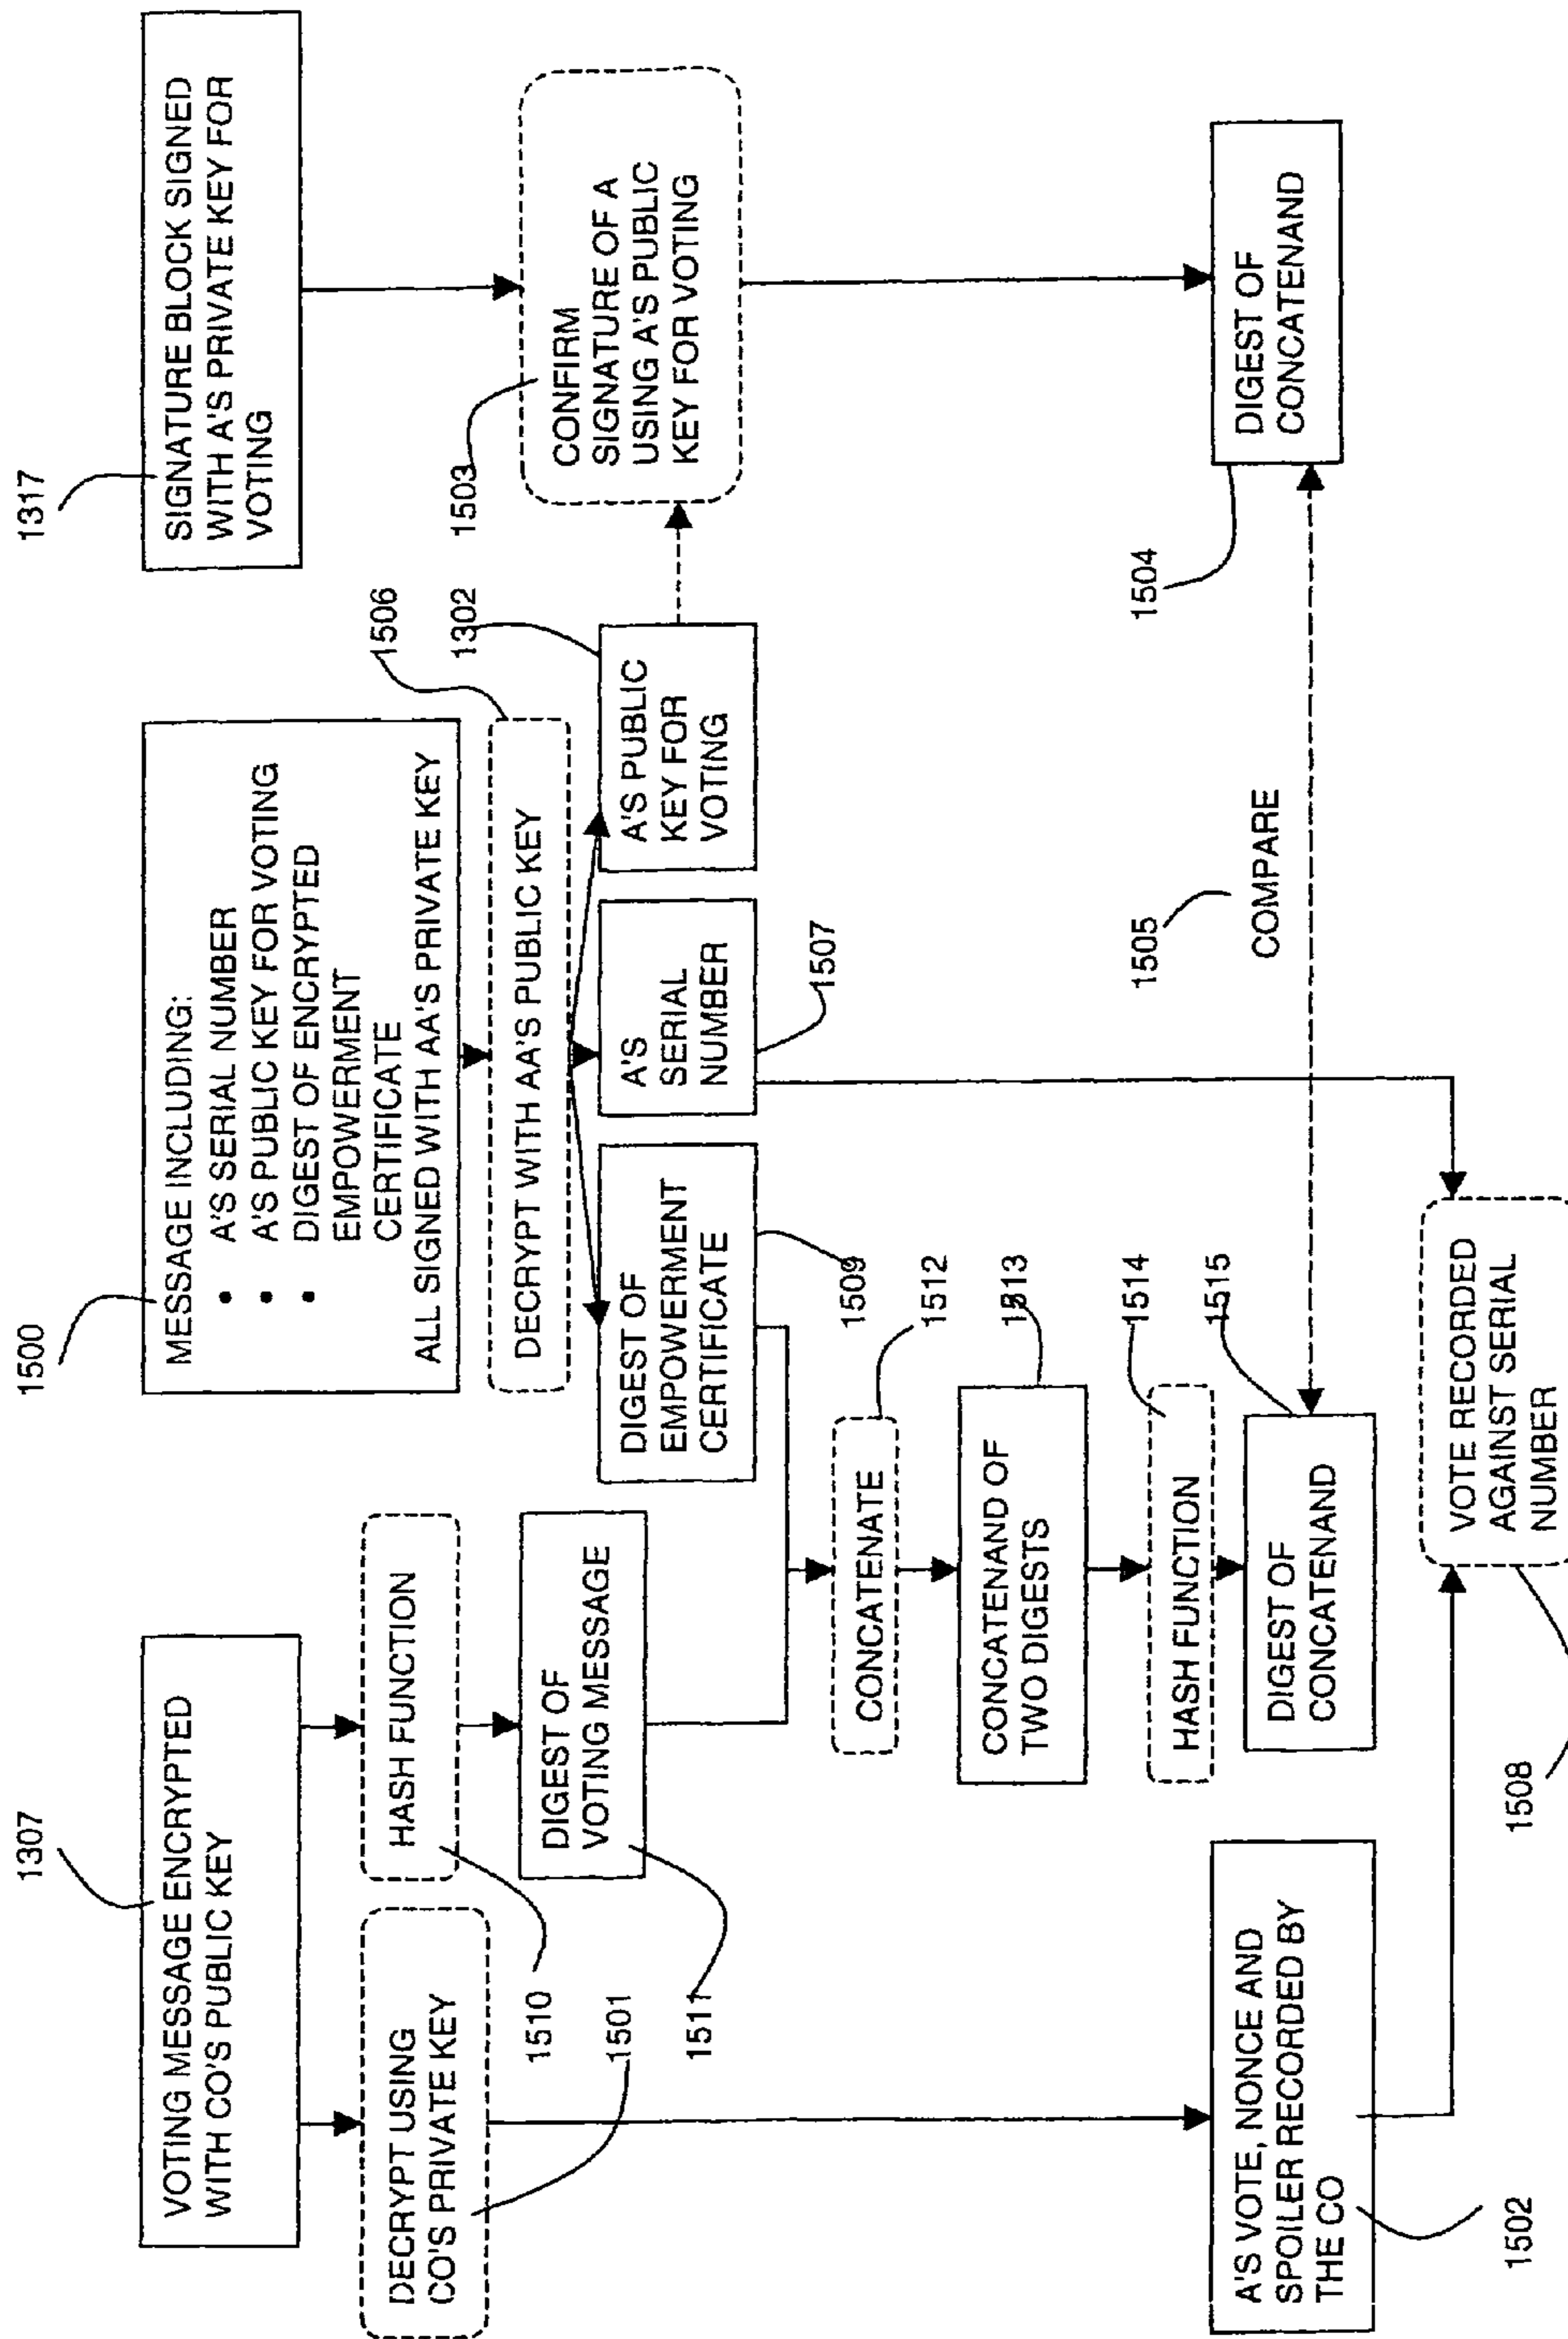 1307
VOTING MESSAGE ENCRYPTED
WITH CO'S PUBLIC KEY
1500
MESSAGE INCLUDING:
• A'S SERIAL NUMBER
• A'S PUBLIC KEY FOR VOTING
• DIGEST OF ENCRYPTED
EMPOWERMENT
CERTIFICATE
ALL SIGNED WITH AA'S PRIVATE KEY
1317
SIGNATURE BLOCK SIGNED
WITH A'S PRIVATE KEY FOR
VOTING
DECRYPT USING
CO'S PRIVATE KEY
HASH FUNCTION
DECRYPT WITH AA'S PUBLIC KEY
1506
1510
1501
DIGEST OF
VOTING MESSAGE
1511
DIGEST OF
EMPOWERMENT
CERTIFICATE
1509
A'S
SERIAL
NUMBER
1507
1302
A'S PUBLIC
KEY FOR
VOTING
1503
CONFIRM
SIGNATURE OF A
USING A'S PUBLIC
KEY FOR VOTING
CONCATENATE
1512
CONCATENAND OF
TWO DIGESTS
1513
HASH FUNCTION
1514
DIGEST OF
CONCATENAND
1515
1505
COMPARE
1504
DIGEST OF
CONCATENAND
A'S VOTE, NONCE AND
SPOILER RECORDED BY
THE CO
1502
VOTE RECORDED
AGAINST SERIAL
NUMBER
1508